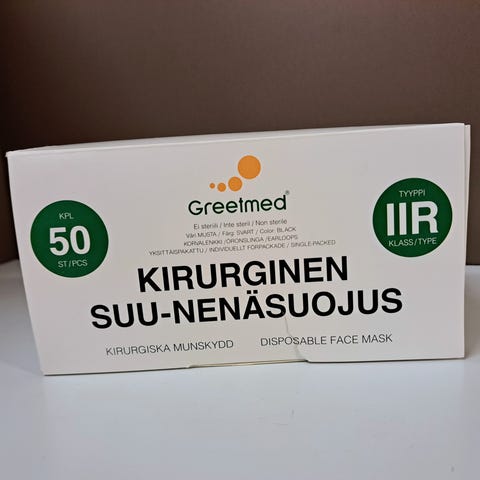 Greetmed®
Ei steriili / Inte steril / Non sterile
Väri: MUSTA / Färg: SVART / Color: BLACK
KORVALENKKI /ÖRONSLINGA /EARLOOPS
YKSITTÄISPAKATTU / INDIVIDUELLT FÖRPACKADE / SINGLE-PACKED
KPL
50
ST/PCS
TYYPPI
IIR
KLASS/TYPE
KIRURGINEN
SUU-NENÄSUOJUS
KIRURGISKA MUNSKYDD DISPOSABLE FACE MASK